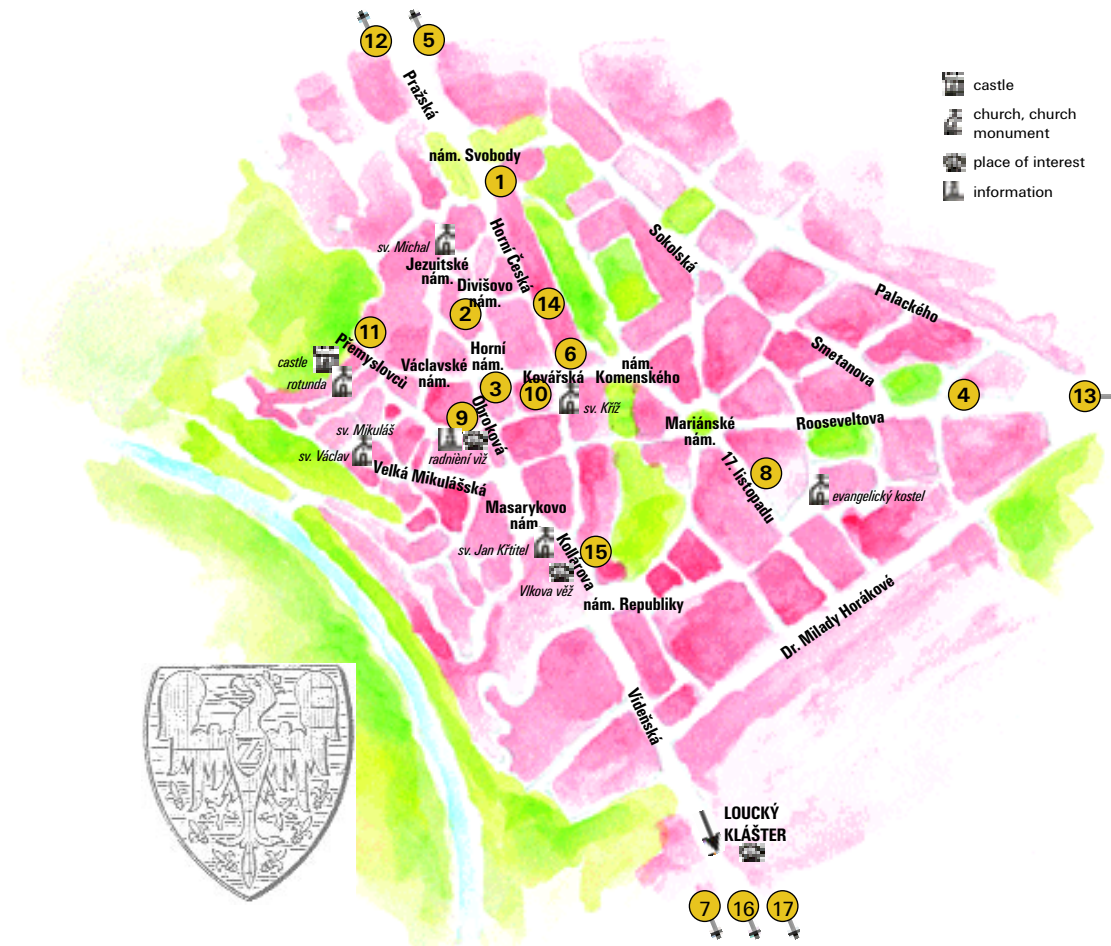 12
5
Pražská
castle
church, church
monument
place of interest
information
nám. Svobody
1
Sokolská
Horní Česká
sv. Michal
Jezuitské
nám.
Divišovo
nám.
14
2
Palackého
11
Přemyslovců
castle
rotunda
Václavské
nám.
Horní
nám.
6
Kovářská
nám.
Komenského
Smetanova
3
10
sv. Kříž
4
13
9
Obroková
radnièní viž
Mariánské
nám.
Rooseveltova
sv. Mikuláš
sv. Václav
Velká Mikulášská
17. listopadu
8
evangelický kostel
Masarykovo
nám.
sv. Jan Křtitel
Kollárova
15
Vlkova věž
nám. Republiky
Dr. Milady Horákové
Vídeňská
LOUCKÝ
KLÁŠTER
7
16
17